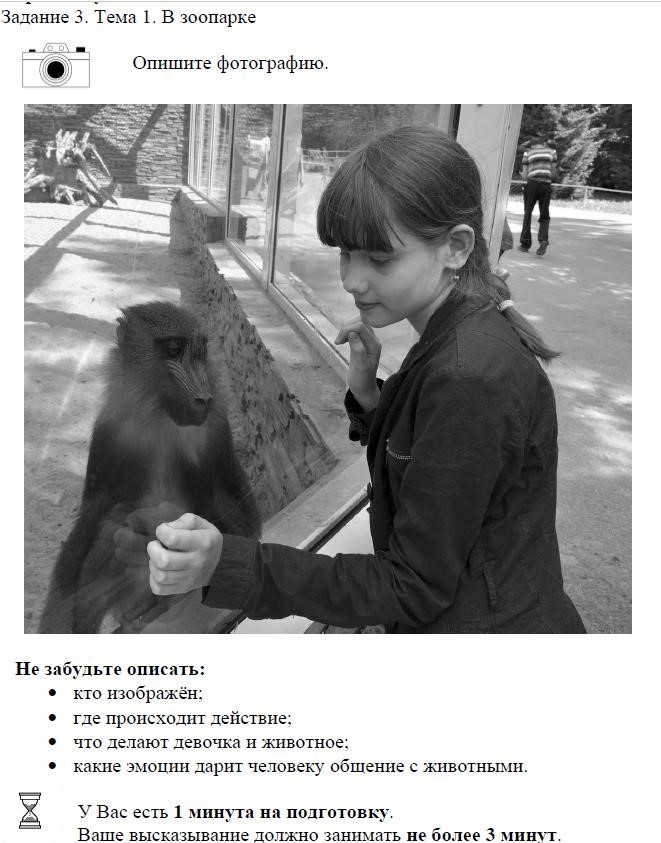 Задание 3. Тема 1. В зоопарке
Опишите фотографию.
Не забудьте описать:
• кто изображён;
• где происходит действие;
• что делают девочка и животное;
• какие эмоции дарит человеку общение с животными.
У Вас есть 1 минута на подготовку.
Ваше высказывание должно занимать не более 3 минут.